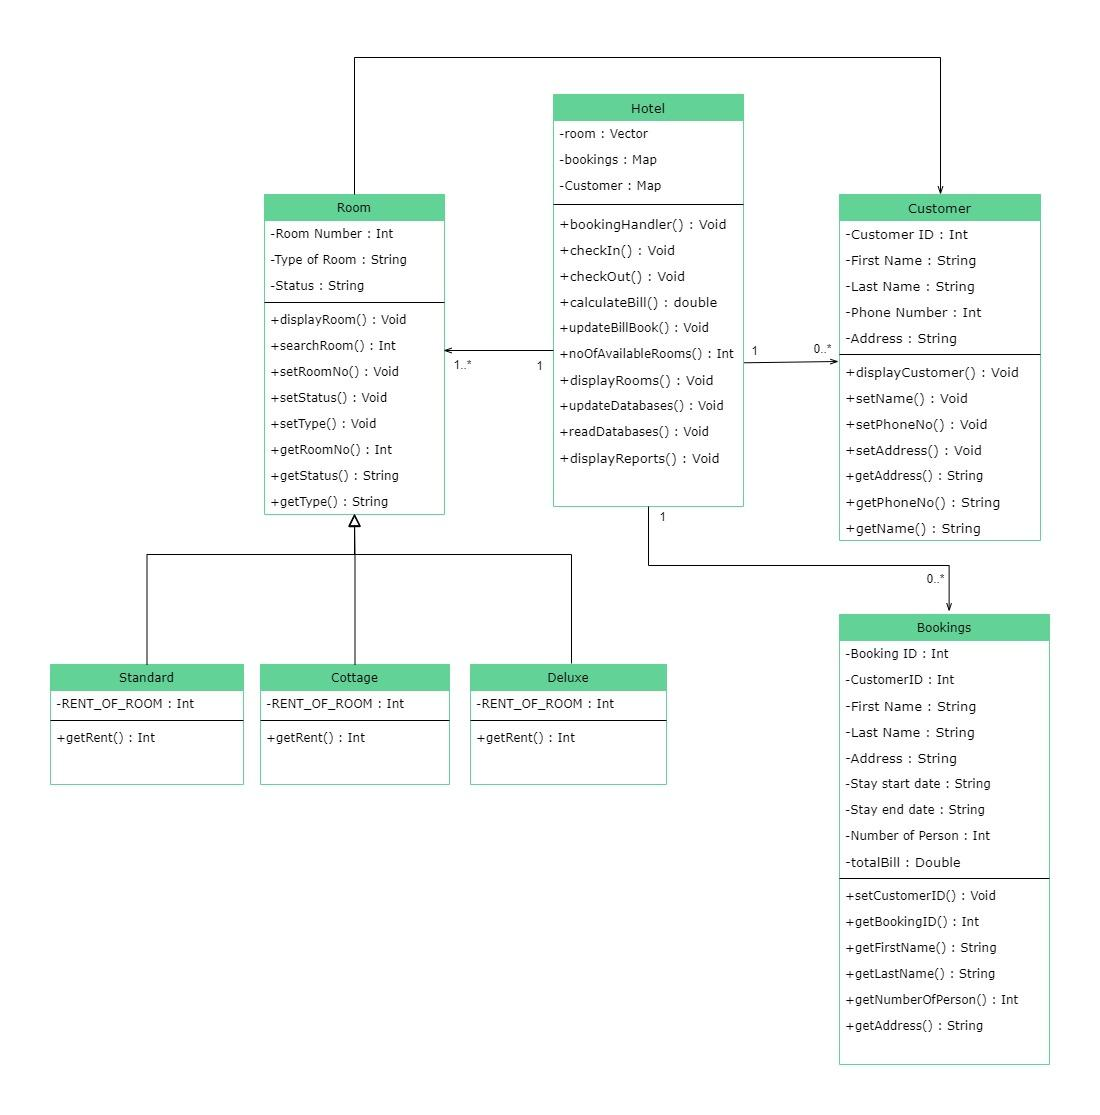 Hotel
-room : Vector
-bookings : Map
-Customer : Map
+bookingHandler() : Void
+checkIn() : Void
+checkOut() : Void
+calculateBill() : double
+updateBillBook() : Void
+noOfAvailableRooms() : Int
+displayRooms() : Void
+updateDatabases() : Void
+readDatabases() : Void
+displayReports() : Void
Room
-Room Number : Int
-Type of Room : String
-Status : String
+displayRoom() : Void
+searchRoom() : Int
+setRoomNo() : Void
+setStatus() : Void
+setType() : Void
+getRoomNo() : Int
+getStatus() : String
+getType() : String
1..*
1
1
0..*
Customer
-Customer ID : Int
-First Name : String
-Last Name : String
-Phone Number : Int
-Address : String
+displayCustomer() : Void
+setName() : Void
+setPhoneNo() : Void
+setAddress() : Void
+getAddress() : String
+getPhoneNo() : String
+getName() : String
1
0..*
Standard
-RENT_OF_ROOM : Int
+getRent() : Int
Cottage
-RENT_OF_ROOM : Int
+getRent() : Int
Deluxe
-RENT_OF_ROOM : Int
+getRent() : Int
Bookings
-Booking ID : Int
-CustomerID : Int
-First Name : String
-Last Name : String
-Address : String
-Stay start date : String
-Stay end date : String
-Number of Person : Int
-totalBill : Double
+setCustomerID() : Void
+getBookingID() : Int
+getFirstName() : String
+getLastName() : String
+getNumberOfPerson() : Int
+getAddress() : String